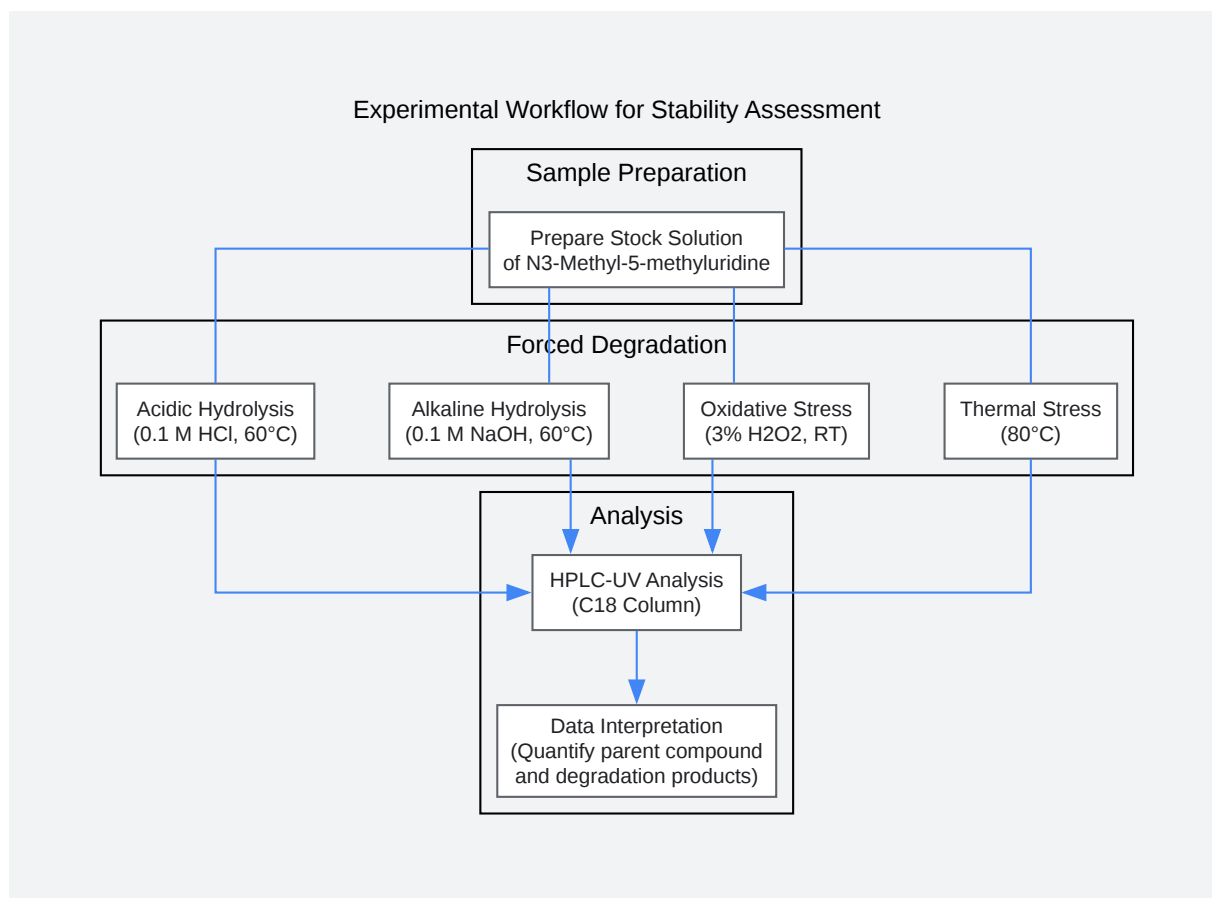 Experimental Workflow for Stability Assessment
Sample Preparation
Prepare Stock Solution
of N3-Methyl-5-methyluridine
Forced Degradation
Acidic Hydrolysis
(0.1 M HCl, 60°C)
Alkaline Hydrolysis
(0.1 M NaOH, 60°C)
Oxidative Stress
(3% H2O2, RT)
Thermal Stress
(80°C)
Analysis
HPLC-UV Analysis
(C18 Column)
Data Interpretation
(Quantify parent compound
and degradation products)